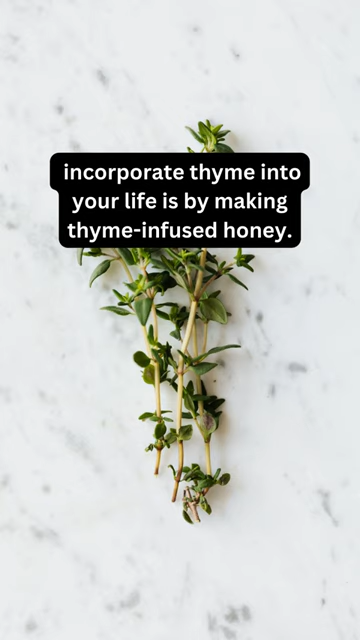 incorporate thyme into
your life is by making
thyme-infused honey.